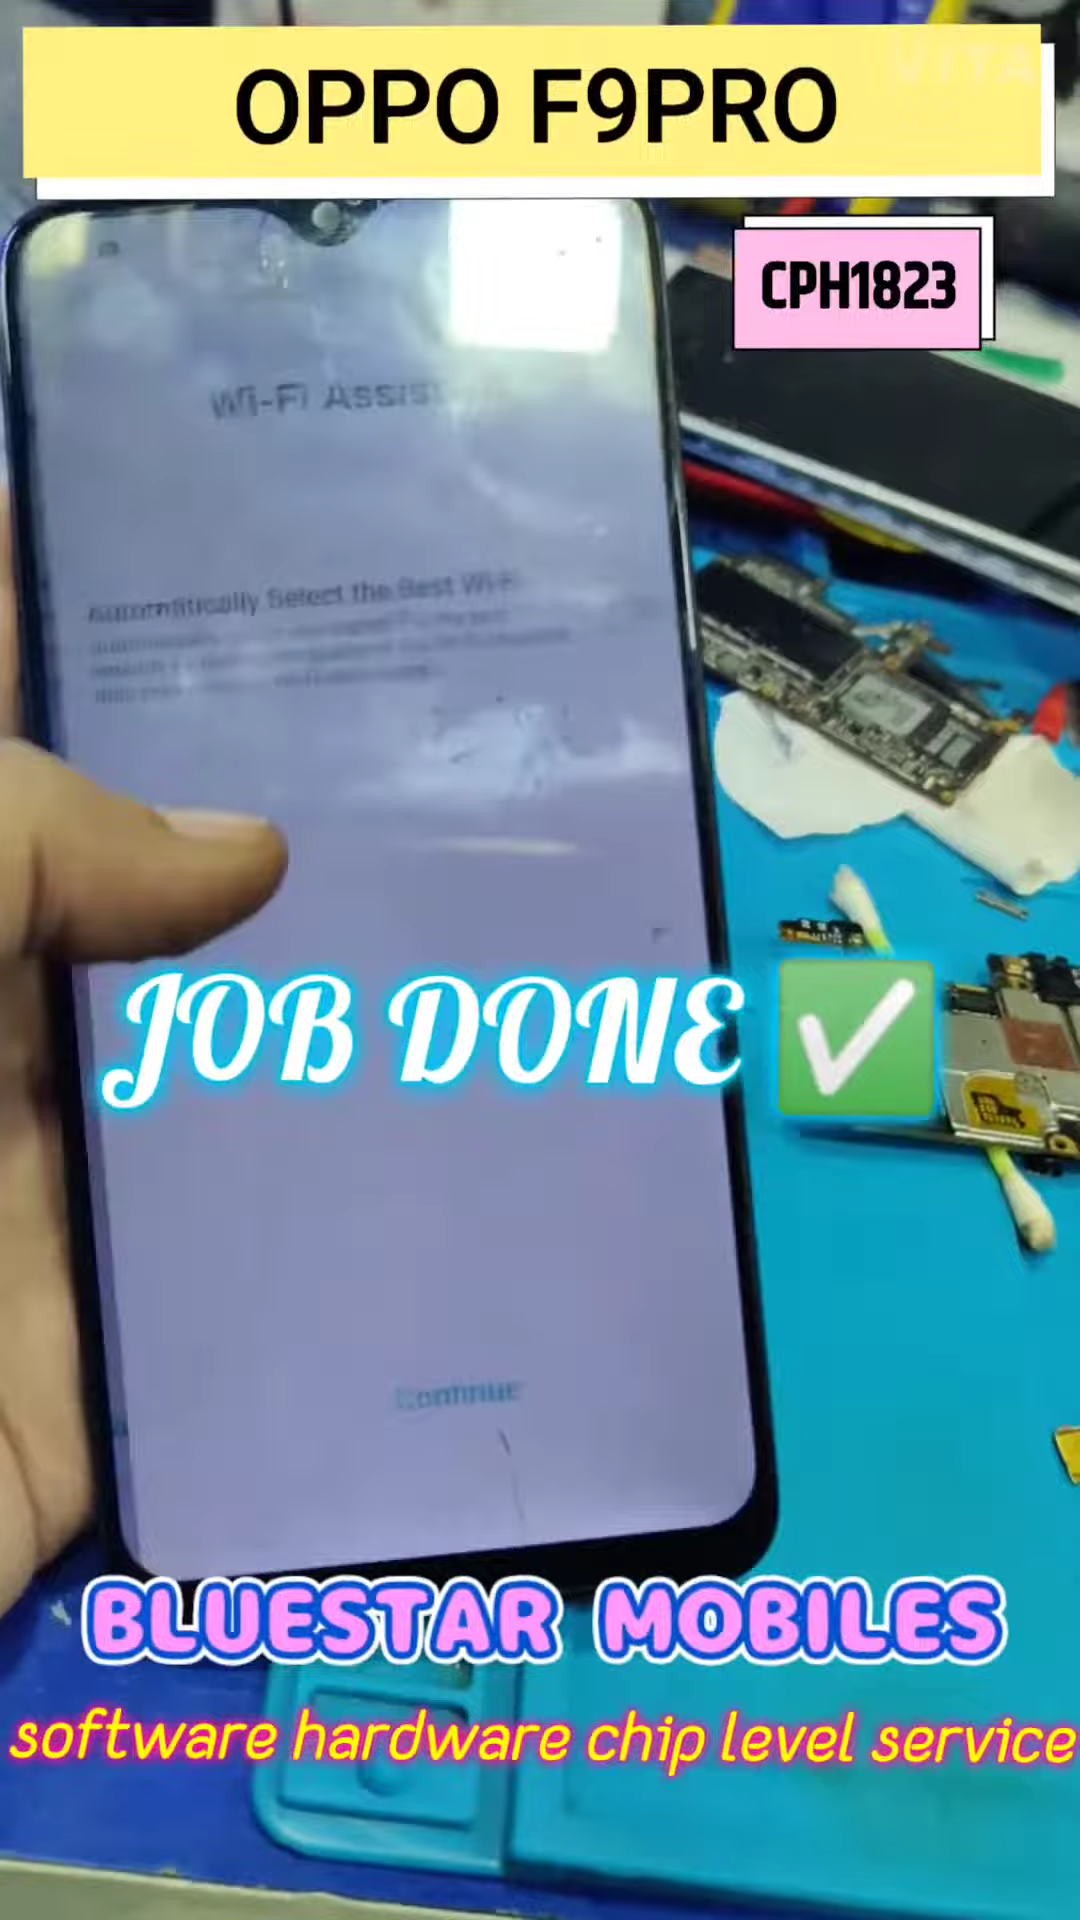 VITA
OPPO F9PRO
CPH1823
Wi-Fi
Automatically Select the Best Wi-Fi
JOB DONE ✅
Continue
BLUESTAR MOBILES
software hardware chip level service